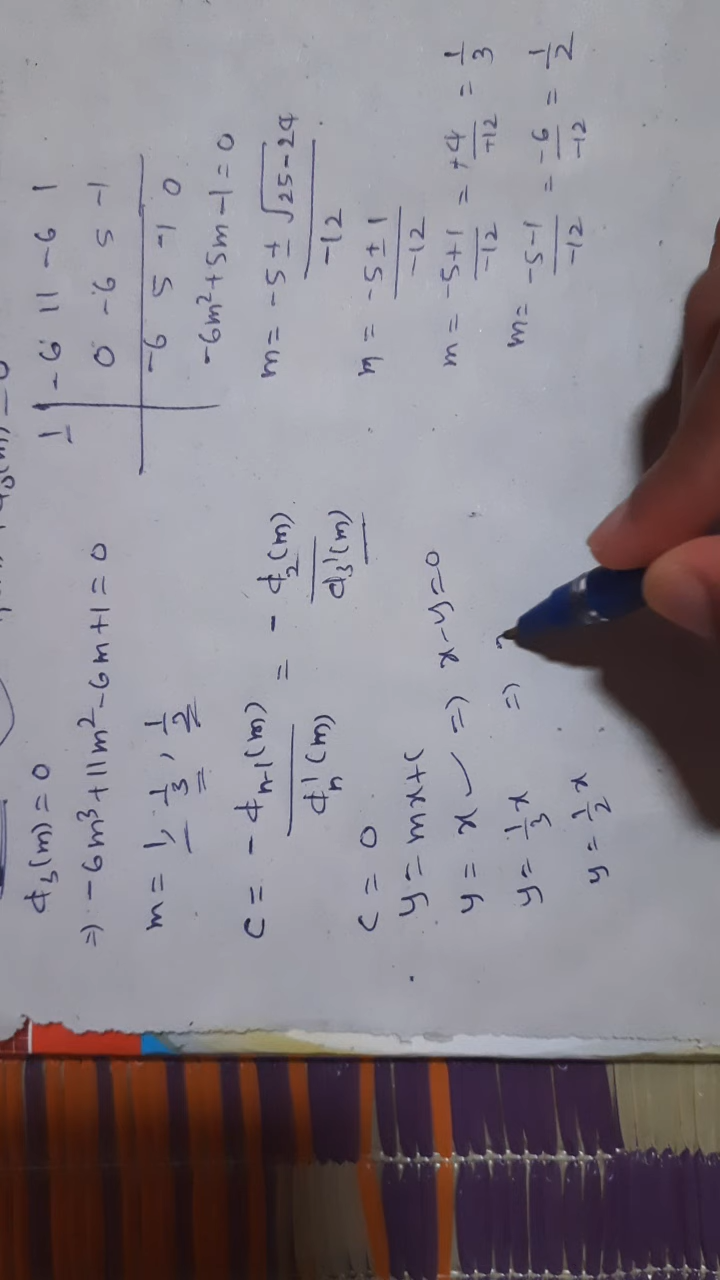 ϕ₃(m) = 0
⇒ -6m³+11m²-6m+1 = 0
m = 1, 1/3, 1/2
c = - ϕₙ₋₁(m) / ϕₙ'(m) = - ϕ₂(m) / ϕ₃'(m)
c = 0
y = mx+c
y = x ⇒ x-y=0
y = 1/3 x ⇒
y = 1/2 x
1 | -6 11 -6 1
0 -6 5 -1
-6 5 -1 0
-6m²+5m-1=0
m = -5 ± √25-24 / -12
m = -5±1 / -12
m = -5+1 / -12 = +4 / +12 = 1/3
m = -5-1 / -12 = -6 / -12 = 1/2